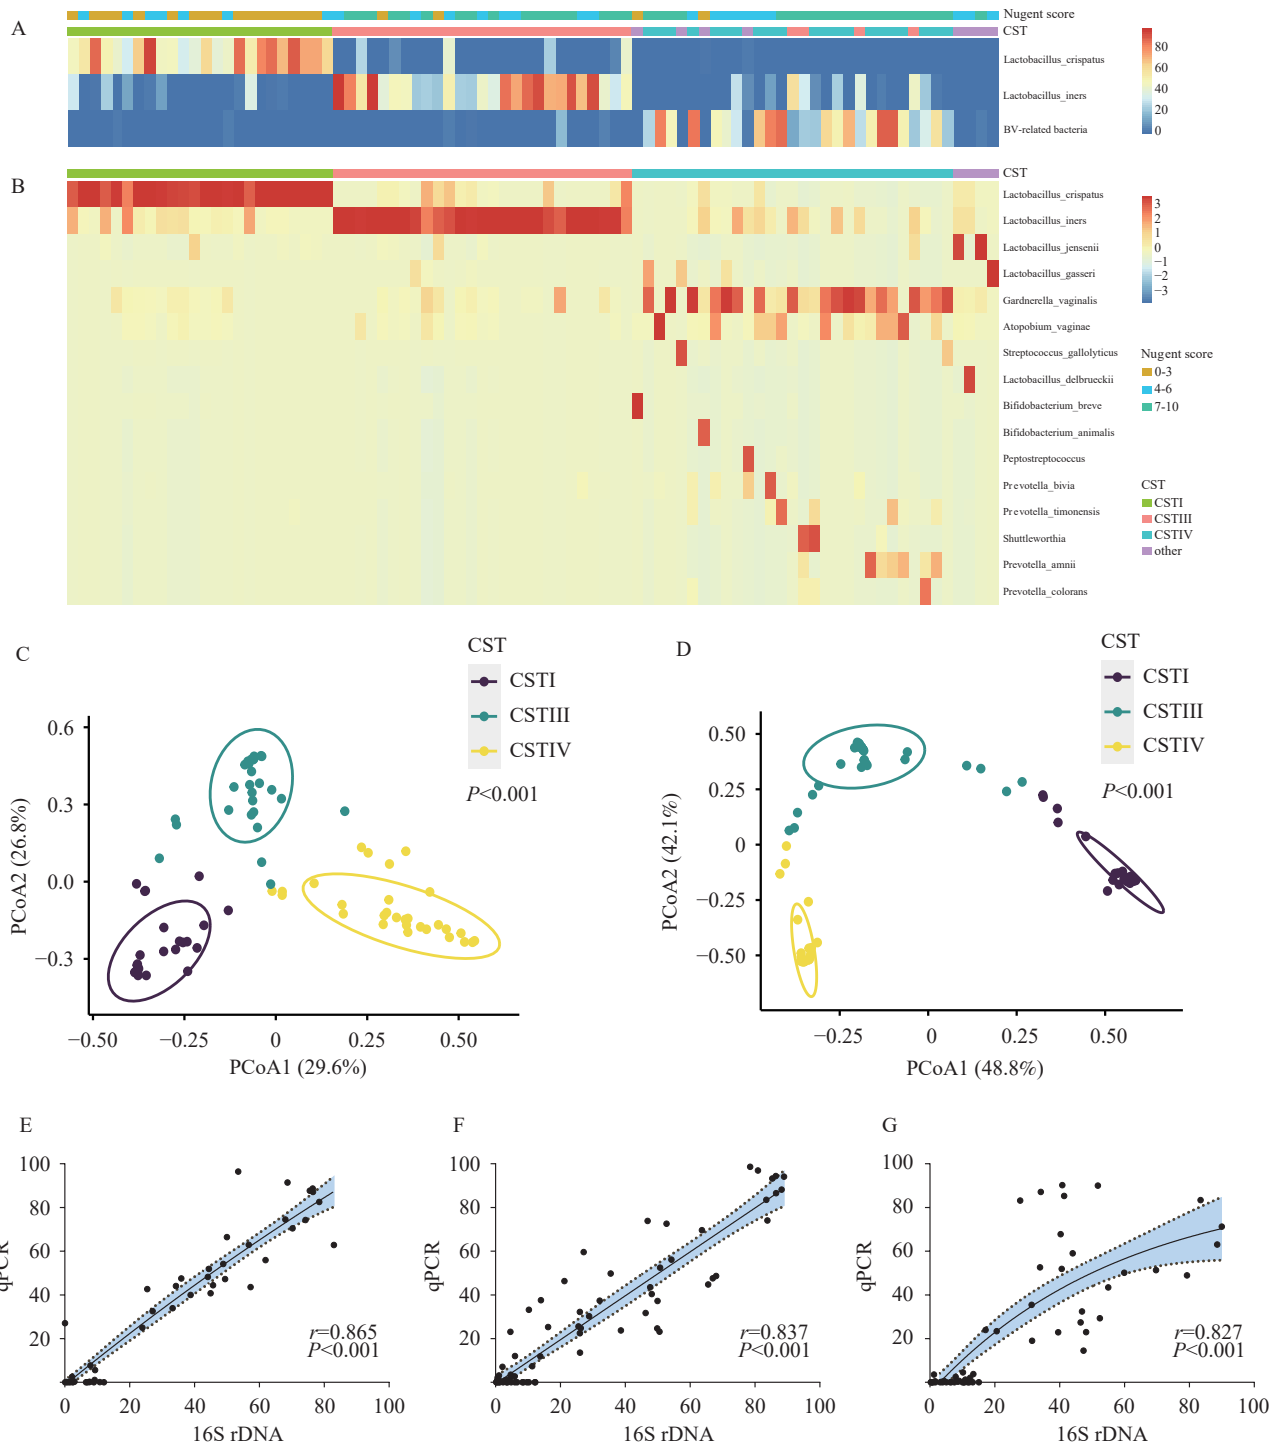 A
Nugent score
CST
Lactobacillus_crispatus
Lactobacillus_iners
BV-related bacteria
80
60
40
20
0
B
CST
Lactobacillus_crispatus
Lactobacillus_iners
Lactobacillus_jensenii
Lactobacillus_gasseri
Gardnerella_vaginalis
Atopobium_vaginae
Streptococcus_gallolyticus
Lactobacillus_delbrueckii
Bifidobacterium_breve
Bifidobacterium_animalis
Peptostreptococcus
Prevotella_bivia
Prevotella_timonensis
Shuttleworthia
Prevotella_amnii
Prevotella_colorans
3
2
1
0
−1
−2
−3
Nugent score
0-3
4-6
7-10
CST
CSTI
CSTIII
CSTIV
other
C
CST
CSTI
CSTIII
CSTIV
P<0.001
0.6
0.3
0.0
−0.3
PCoA2 (26.8%)
−0.50
−0.25
0
0.25
0.50
PCoA1 (29.6%)
D
CST
CSTI
CSTIII
CSTIV
P<0.001
0.50
0.25
0
−0.25
−0.50
PCoA2 (42.1%)
−0.25
0
0.25
0.50
PCoA1 (48.8%)
E
100
80
60
40
20
qPCR
r=0.865
P<0.001
0
20
40
60
80
100
16S rDNA
F
100
80
60
40
20
qPCR
r=0.837
P<0.001
0
20
40
60
80
100
16S rDNA
G
100
80
60
40
20
qPCR
r=0.827
P<0.001
0
20
40
60
80
100
16S rDNA